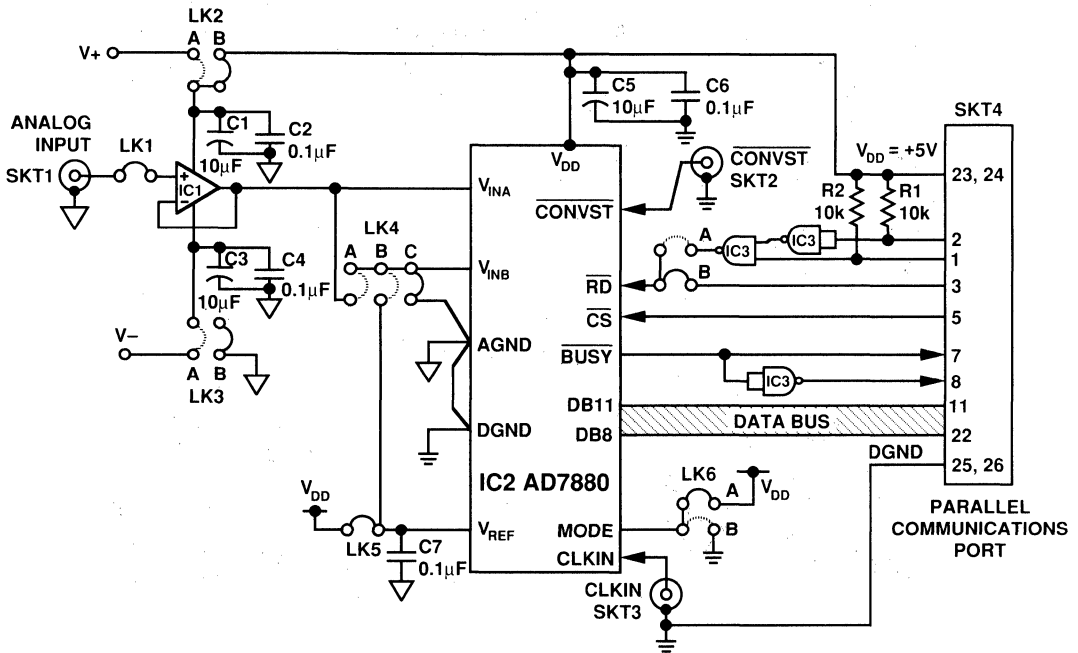 LK2
A B
V+
C5
10µF
C6
0.1µF
SKT4
ANALOG
INPUT
SKT1
LK1
C1
10µF
C2
0.1µF
IC1
V_DD
V_DD = +5V
CONVST
SKT2
R2
10k
R1
10k
23, 24
V_INA
CONVST
LK4
A B C
A
IC3
IC3
2
1
C3
10µF
C4
0.1µF
V_INB
RD
B
3
CS
5
V–
AGND
BUSY
7
IC3
8
A B
LK3
DB11
DATA BUS
11
DGND
DB8
22
DGND
25, 26
IC2 AD7880
LK6
A
V_DD
V_DD
PARALLEL
COMMUNICATIONS
PORT
LK5
V_REF
MODE
B
C7
0.1µF
CLKIN
CLKIN
SKT3